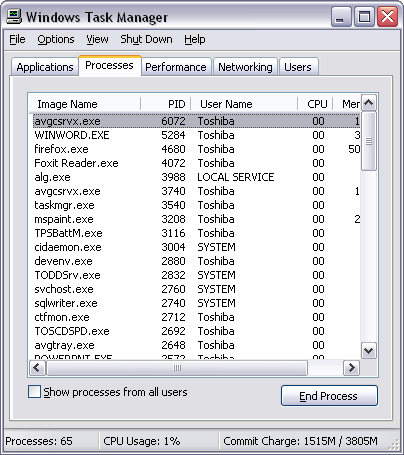 Windows Task Manager
File Options View Shut Down Help
Applications Processes Performance Networking Users
Image Name PID User Name CPU Mer
avgcsrvx.exe 6072 Toshiba 00 1
WINWORD.EXE 5284 Toshiba 00 3
firefox.exe 4680 Toshiba 00 50
Foxit Reader.exe 4072 Toshiba 00
alg.exe 3988 LOCAL SERVICE 00
avgcsrvx.exe 3740 Toshiba 00 1
taskmgr.exe 3540 Toshiba 00
mspaint.exe 3208 Toshiba 00 2
TPSBattM.exe 3116 Toshiba 00
cidaemon.exe 3004 SYSTEM 00
devenv.exe 2880 Toshiba 00
TODDSrv.exe 2832 SYSTEM 00
svchost.exe 2760 SYSTEM 00
sqlwriter.exe 2740 SYSTEM 00
ctfmon.exe 2712 Toshiba 00
TOSCDSPD.exe 2692 Toshiba 00
avgtray.exe 2648 Toshiba 00
POWERPNT.EXE 2572 Toshiba 00
Show processes from all users
End Process
Processes: 65 CPU Usage: 1% Commit Charge: 1515M / 3805M